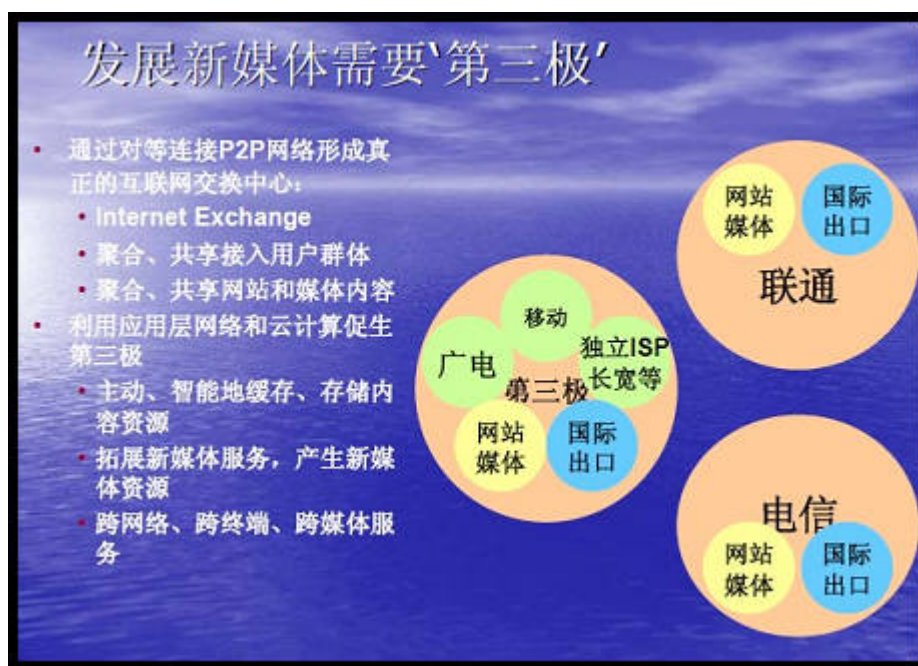 发展新媒体需要‘第三极’
• 通过对等连接P2P网络形成真
正的互联网交换中心：
• Internet Exchange
• 聚合、共享接入用户群体
• 聚合、共享网站和媒体内容
• 利用应用层网络和云计算促生
第三极
• 主动、智能地缓存、存储内
容资源
• 拓展新媒体服务，产生新媒
体资源
• 跨网络、跨终端、跨媒体服
务
移动
广电
独立ISP
长宽等
第三极
网站
媒体
国际
出口
网站
媒体
国际
出口
联通
电信
网站
媒体
国际
出口